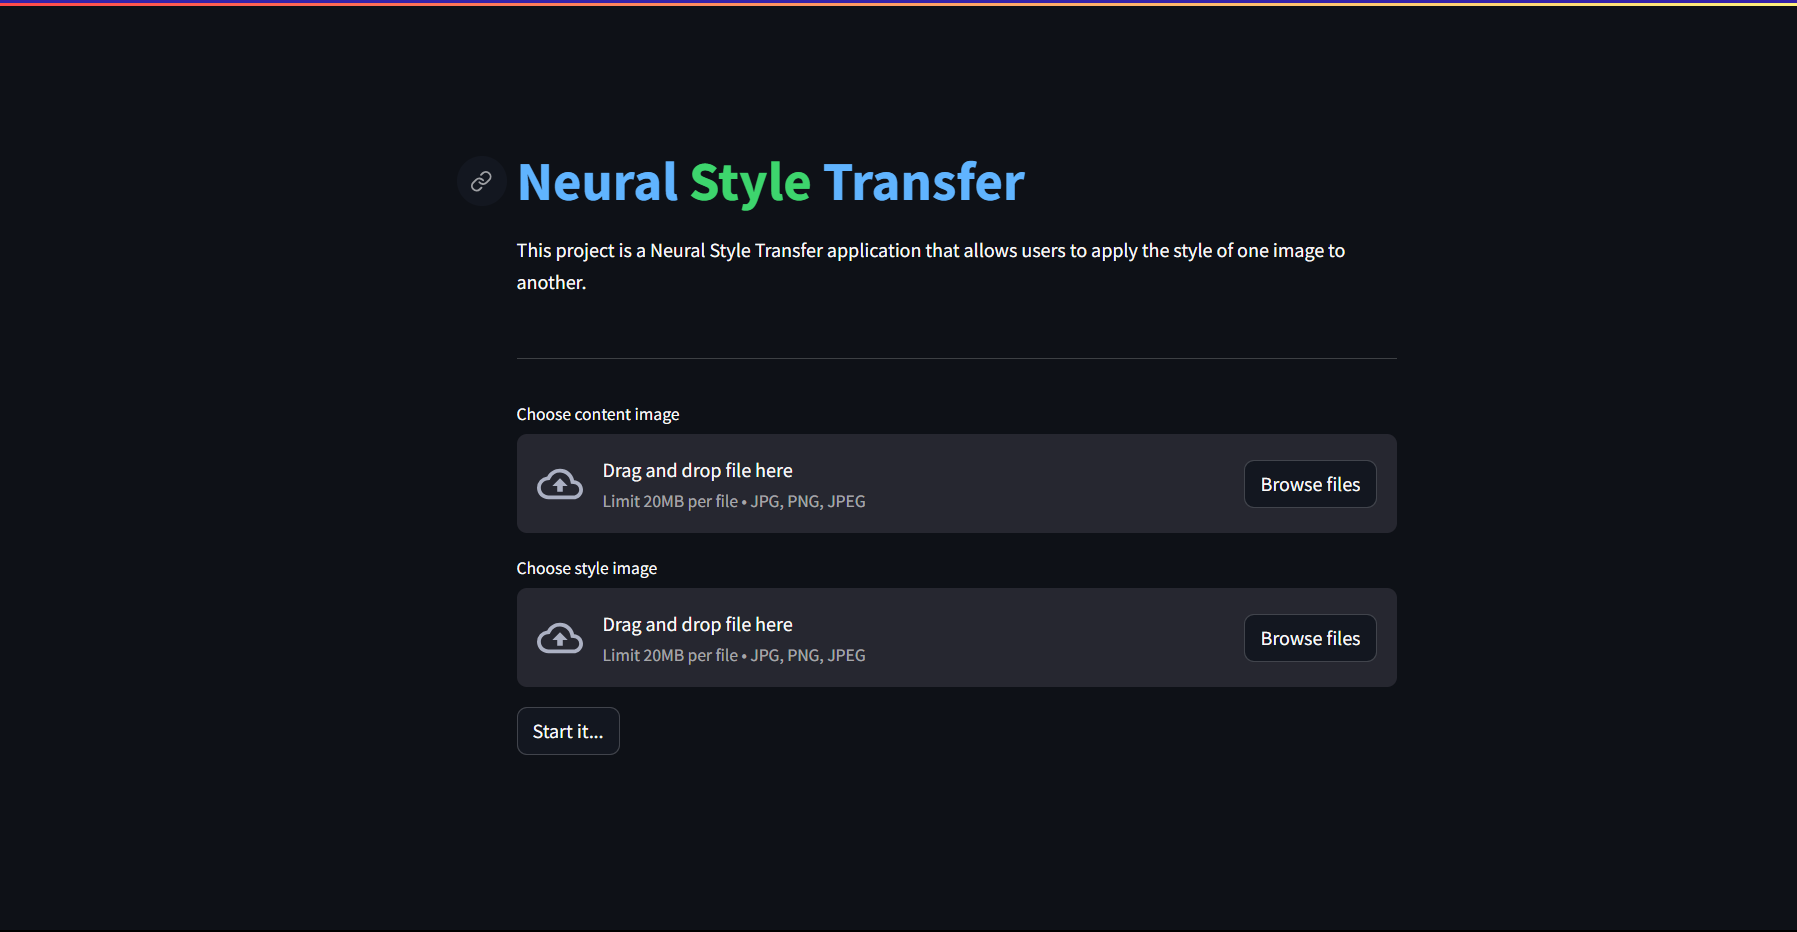 Neural Style Transfer
This project is a Neural Style Transfer application that allows users to apply the style of one image to
another.
Choose content image
Drag and drop file here
Limit 20MB per file • JPG, PNG, JPEG
Browse files
Choose style image
Drag and drop file here
Limit 20MB per file • JPG, PNG, JPEG
Browse files
Start it...